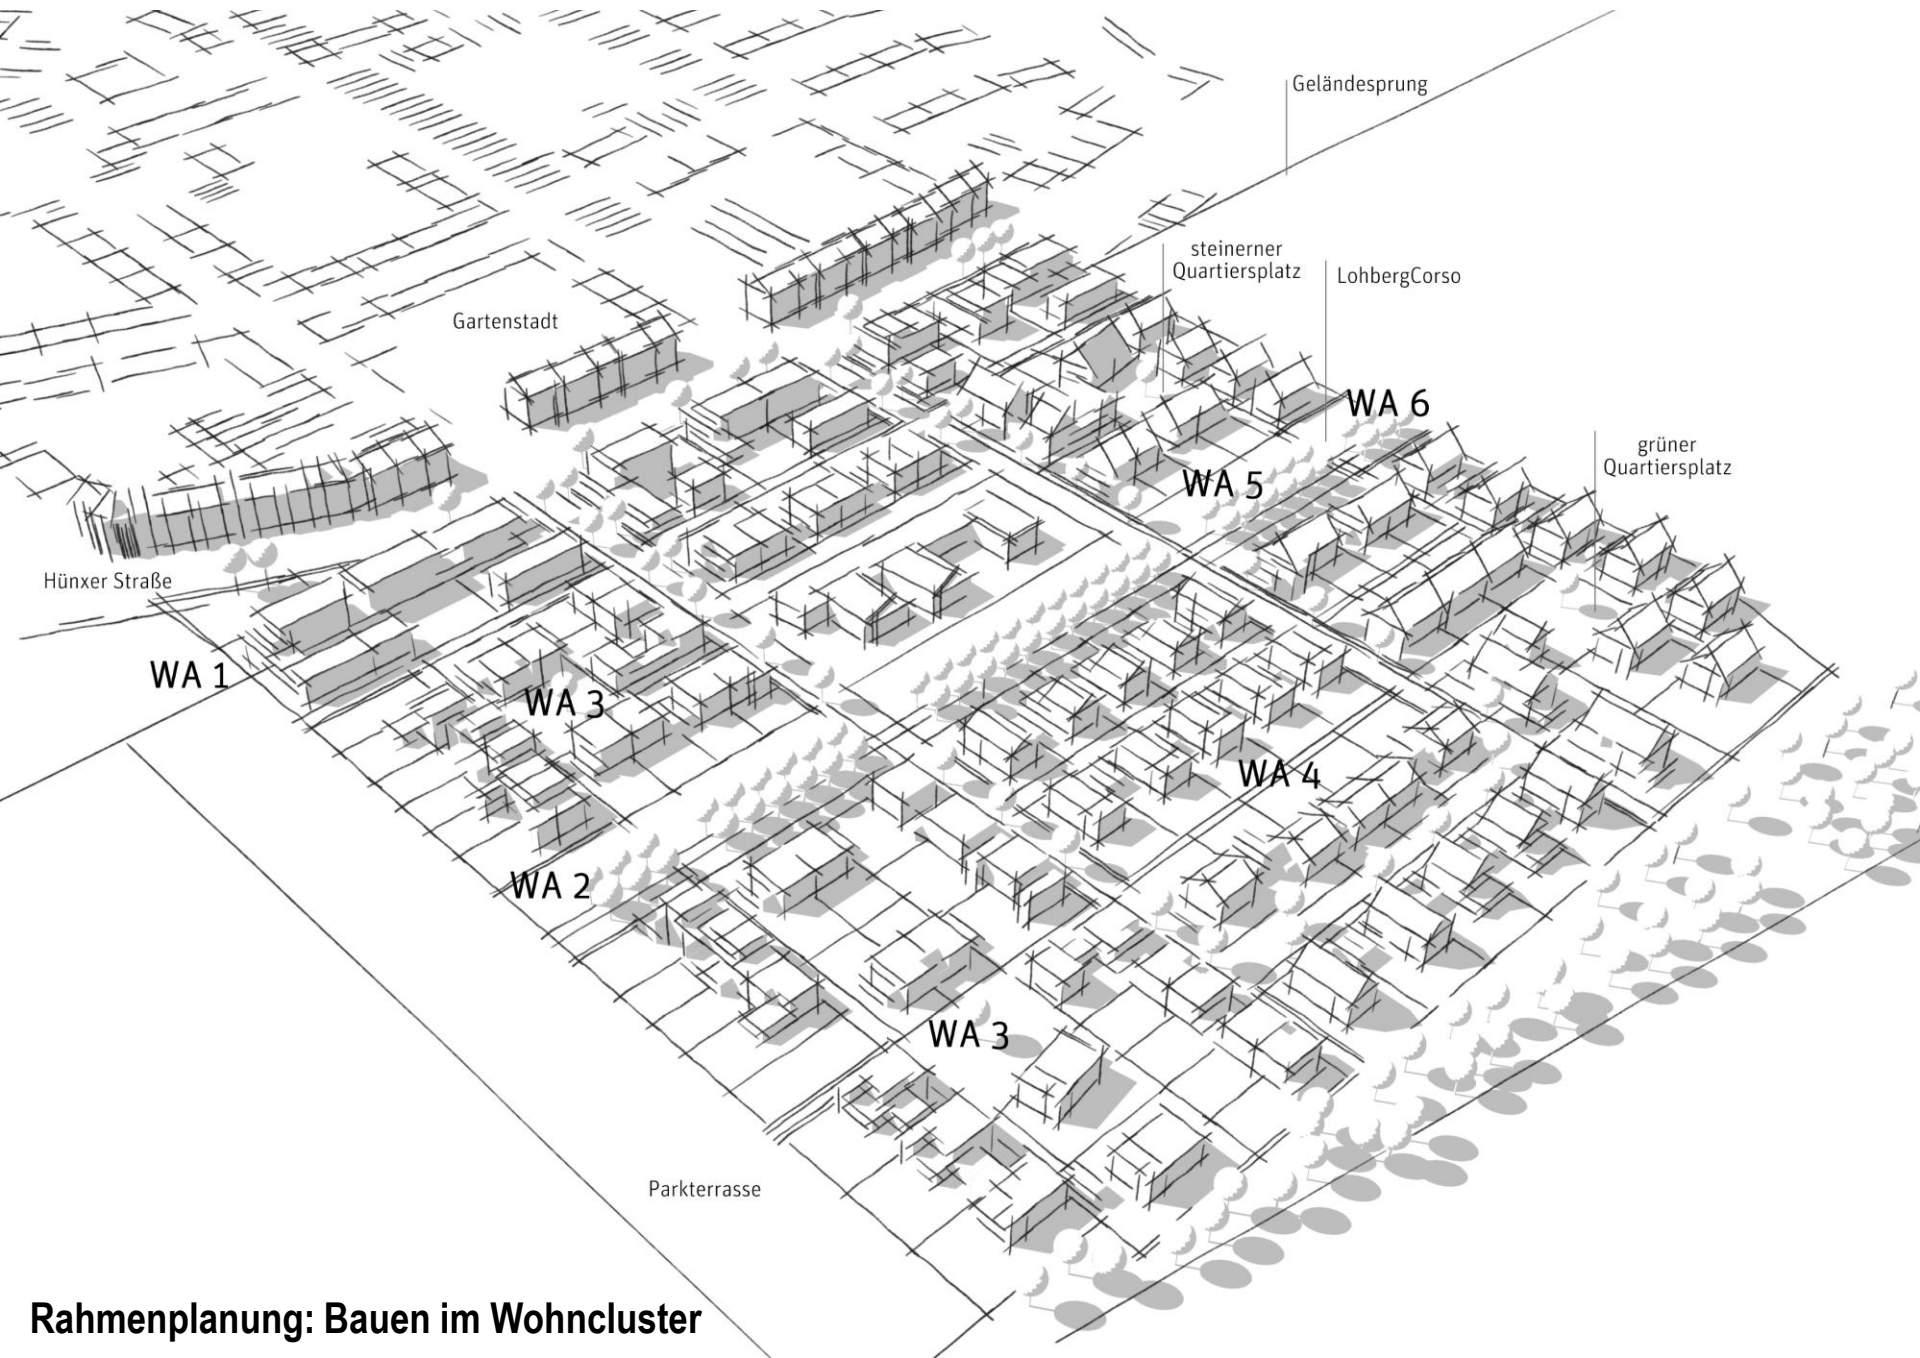 Geländesprung
steinerner
Quartiersplatz
LohbergCorso
Gartenstadt
WA 6
grüner
Quartiersplatz
WA 5
Hünxer Straße
WA 1
WA 3
WA 4
WA 2
WA 3
Parkterrasse
Rahmenplanung: Bauen im Wohncluster